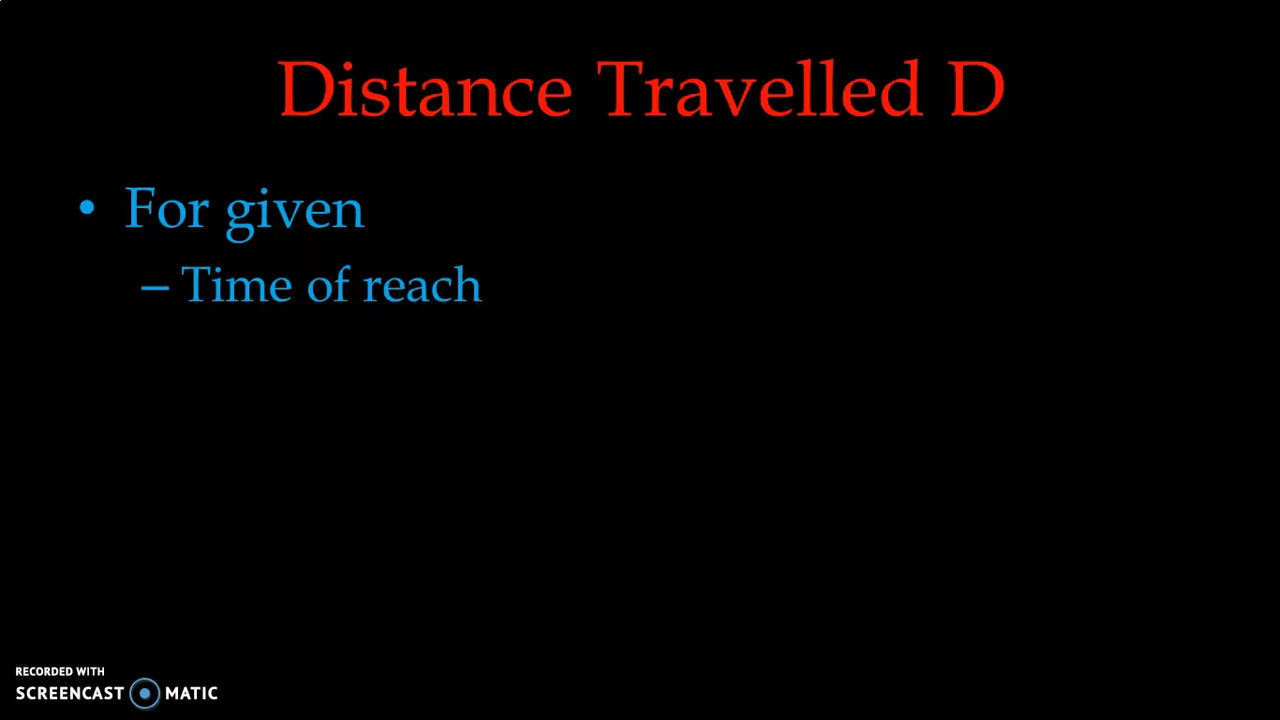 Distance Travelled D
• For given
– Time of reach
RECORDED WITH
SCREENCAST MATIC